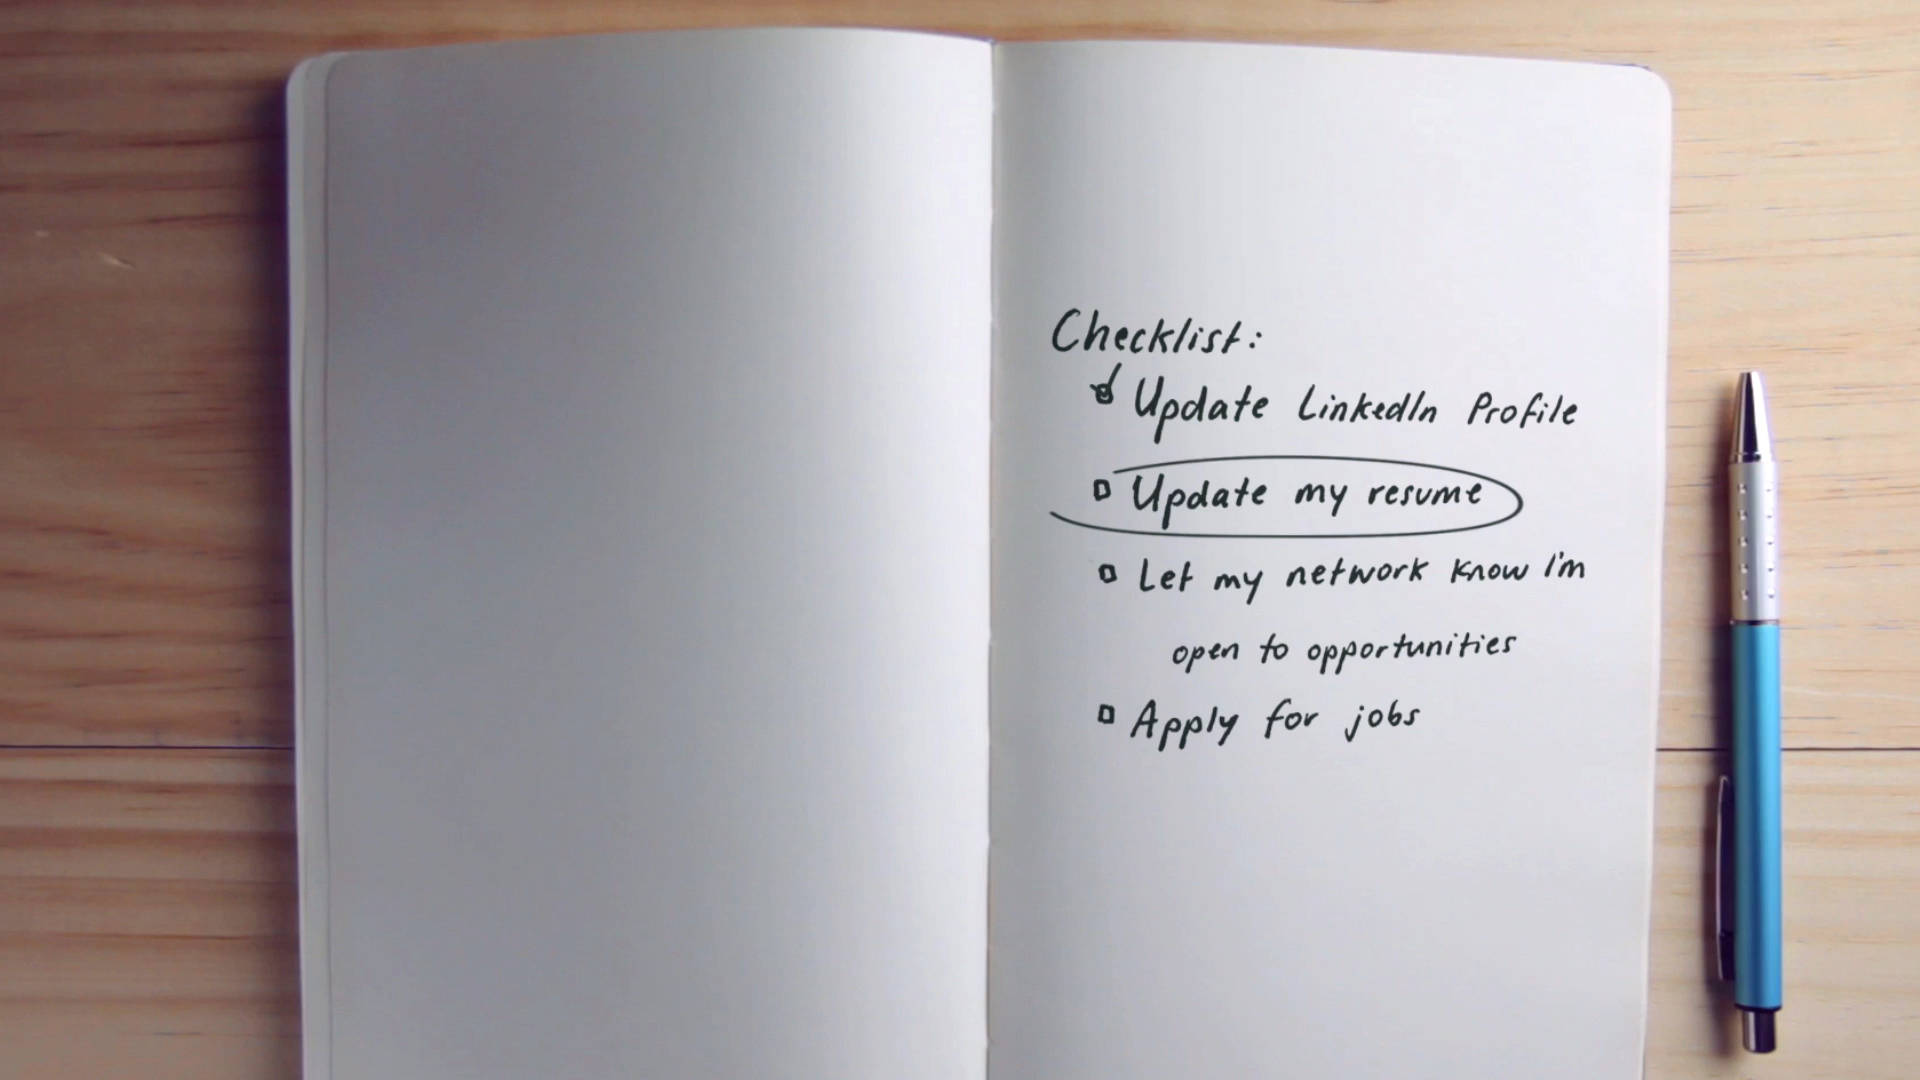 Checklist:
Update LinkedIn Profile
Update my resume
Let my network know I'm
open to opportunities
Apply for jobs